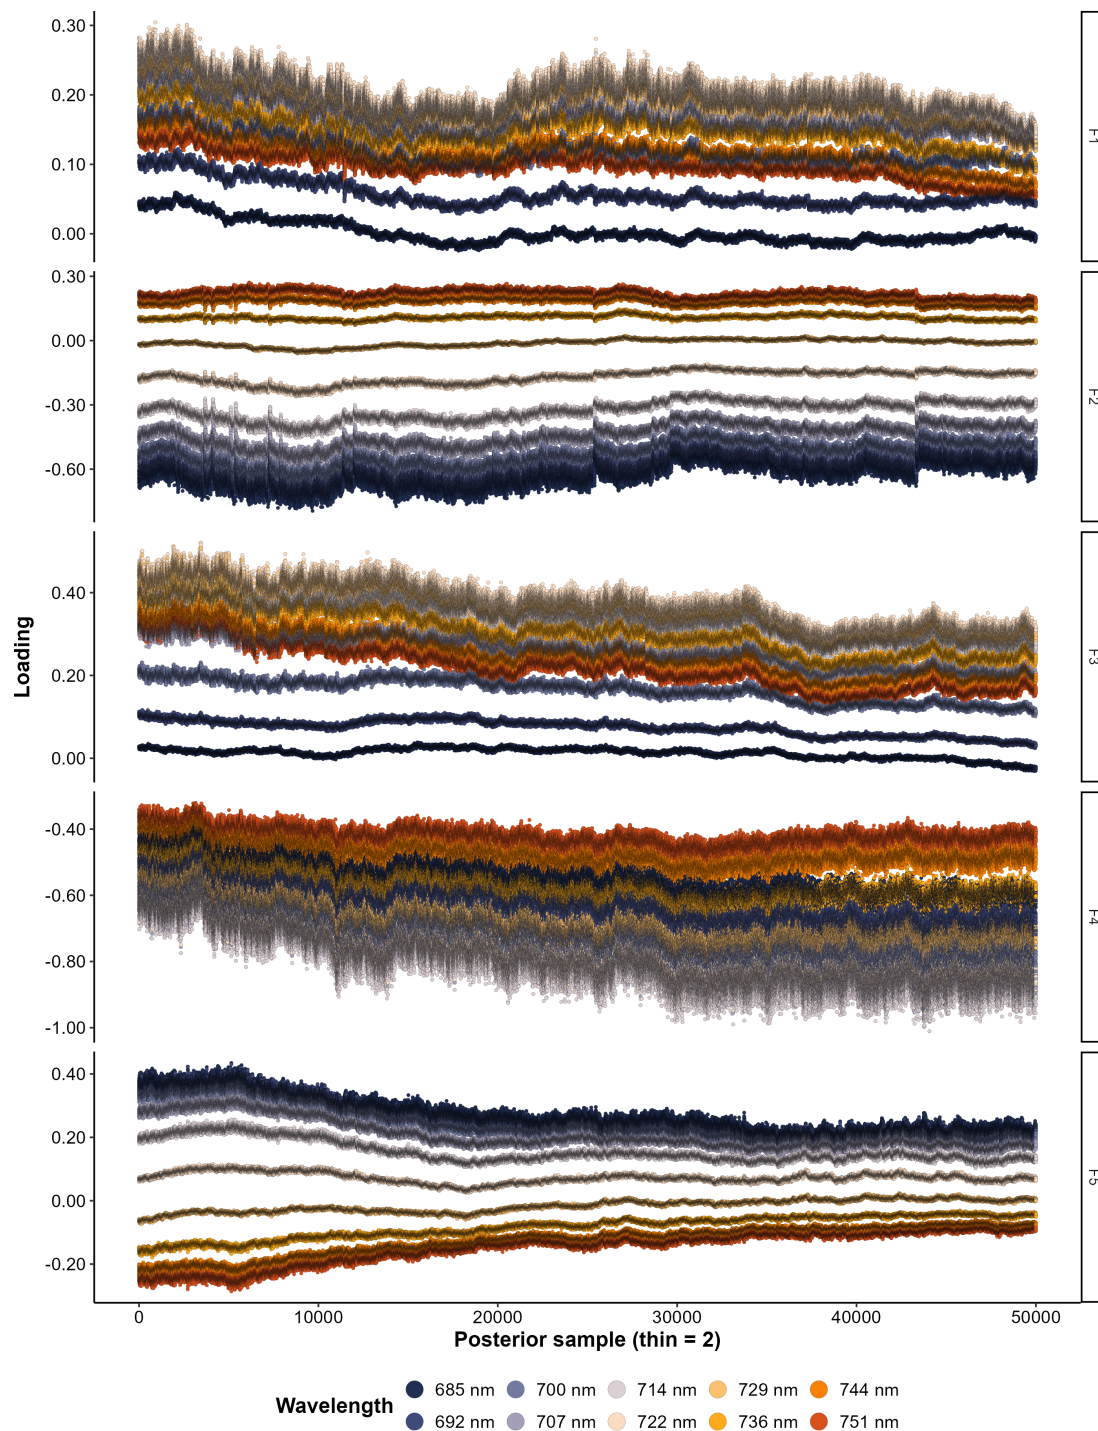 0.30
0.20
0.10
0.00
F1
0.30
0.00
-0.30
-0.60
F2
0.40
0.20
0.00
F3
-0.40
-0.60
-0.80
-1.00
F4
0.40
0.20
0.00
-0.20
F5
Loading
0 10000 20000 30000 40000 50000
Posterior sample (thin = 2)
Wavelength
685 nm 700 nm 714 nm 729 nm 744 nm
692 nm 707 nm 722 nm 736 nm 751 nm